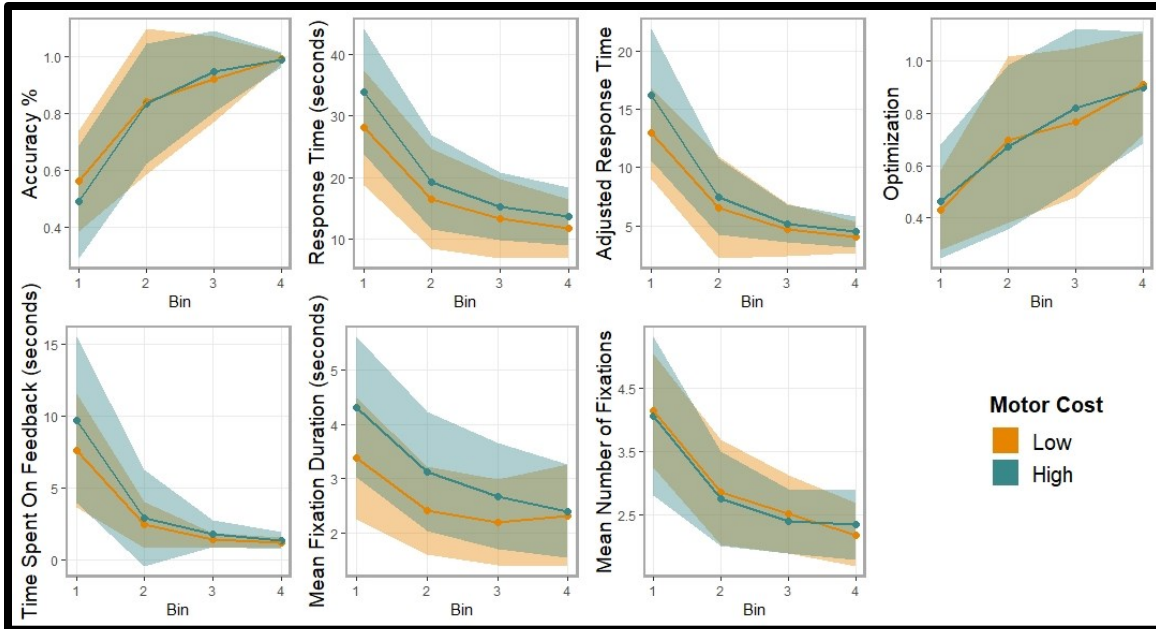 Accuracy %
1.0
0.8
0.6
0.4
1 2 3 4
Bin
Response Time (seconds)
40
30
20
10
1 2 3 4
Bin
Adjusted Response Time
20
15
10
5
1 2 3 4
Bin
Optimization
1.0
0.8
0.6
0.4
1 2 3 4
Bin
Time Spent On Feedback (seconds)
15
10
5
0
1 2 3 4
Bin
Mean Fixation Duration (seconds)
5
4
3
2
1 2 3 4
Bin
Mean Number of Fixations
4.5
3.5
2.5
1 2 3 4
Bin
Motor Cost
Low
High